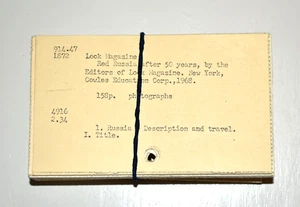 914.47
1872
Look Magazine
Red Russia after 50 years, by the
Editors of Look Magazine. New York,
Cowles Education Corp.,1968.
158p. photographs
4916
2.34
1. Russia Description and travel.
I. Title.